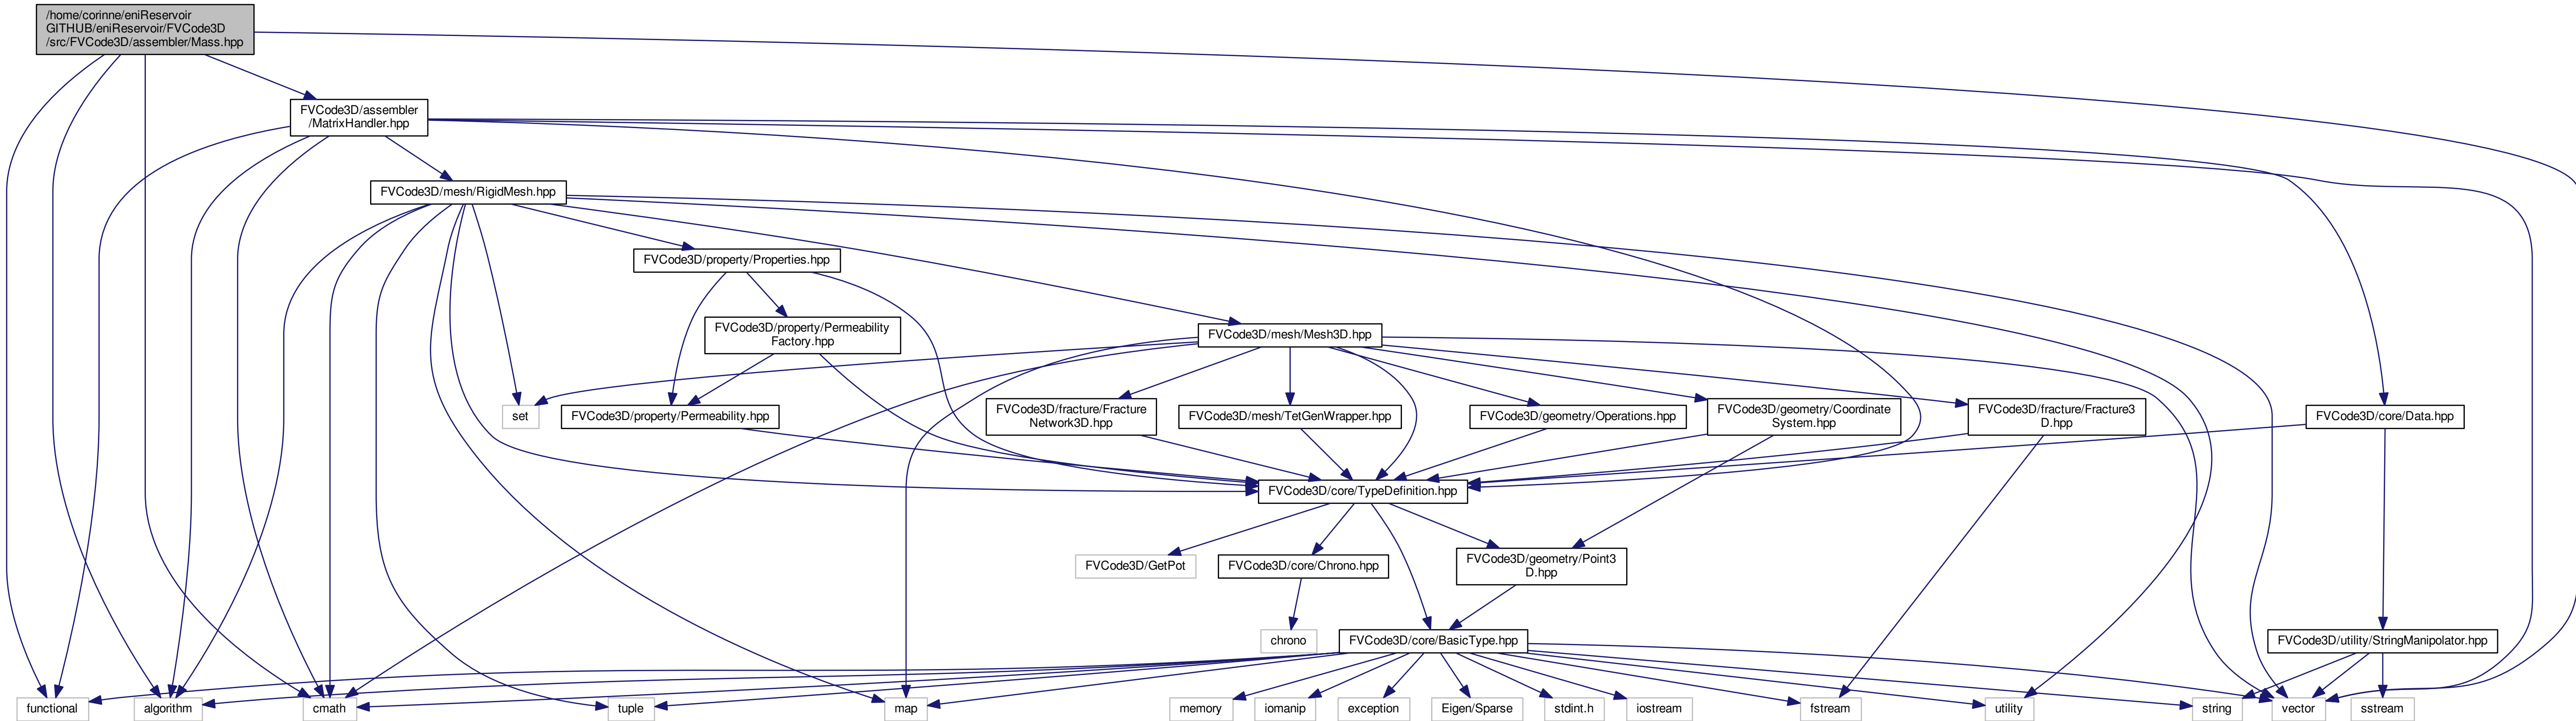 /home/corinne/eniReservoir
GITHUB/eniReservoir/FVCode3D
/src/FVCode3D/assembler/Mass.hpp
FVCode3D/assembler
/MatrixHandler.hpp
FVCode3D/mesh/RigidMesh.hpp
FVCode3D/property/Properties.hpp
FVCode3D/property/Permeability
Factory.hpp
FVCode3D/mesh/Mesh3D.hpp
set
FVCode3D/property/Permeability.hpp
FVCode3D/fracture/Fracture
Network3D.hpp
FVCode3D/mesh/TetGenWrapper.hpp
FVCode3D/geometry/Operations.hpp
FVCode3D/geometry/Coordinate
System.hpp
FVCode3D/fracture/Fracture3
D.hpp
FVCode3D/core/Data.hpp
FVCode3D/core/TypeDefinition.hpp
FVCode3D/GetPot
FVCode3D/core/Chrono.hpp
FVCode3D/geometry/Point3
D.hpp
chrono
FVCode3D/core/BasicType.hpp
FVCode3D/utility/StringManipolator.hpp
functional
algorithm
cmath
tuple
map
memory
iomanip
exception
Eigen/Sparse
stdint.h
iostream
fstream
utility
string
vector
sstream